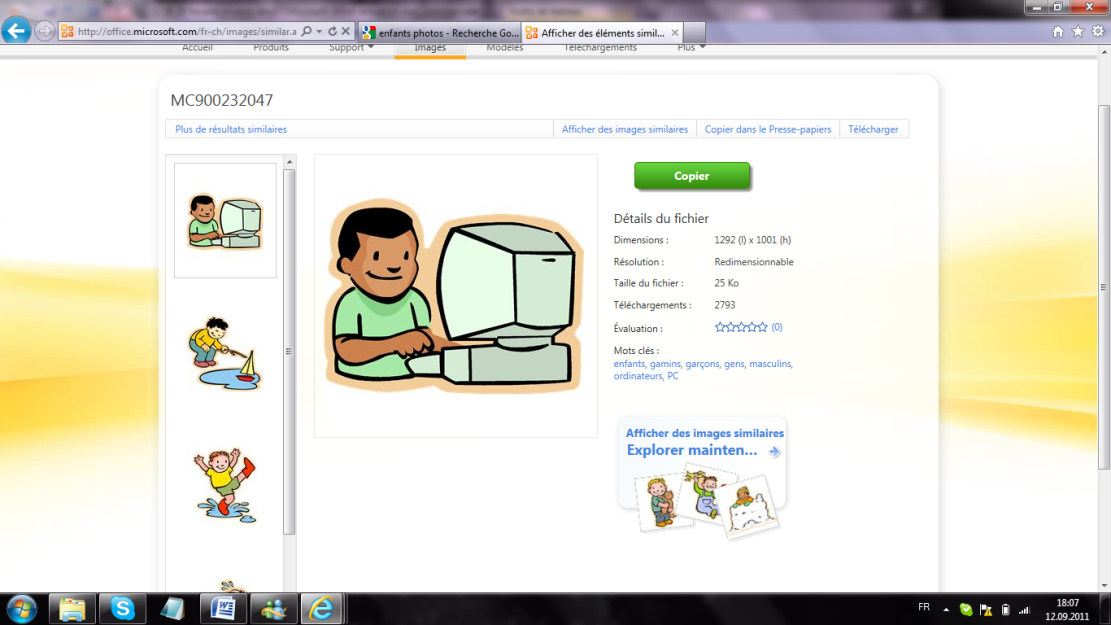 http://office.microsoft.com/fr-ch/images/similar.a
enfants photos - Recherche Go...
Afficher des éléments simil...
Accueil Produits Support Images Modèles Téléchargements Plus
MC900232047
Plus de résultats similaires Afficher des images similaires Copier dans le Presse-papiers Télécharger
Copier
Détails du fichier
Dimensions : 1292 (l) x 1001 (h)
Résolution : Redimensionnable
Taille du fichier : 25 Ko
Téléchargements : 2793
Évaluation : (0)
Mots clés :
enfants, gamins, garçons, gens, masculins,
ordinateurs, PC
Afficher des images similaires
Explorer mainten...
FR 18:07
12.09.2011